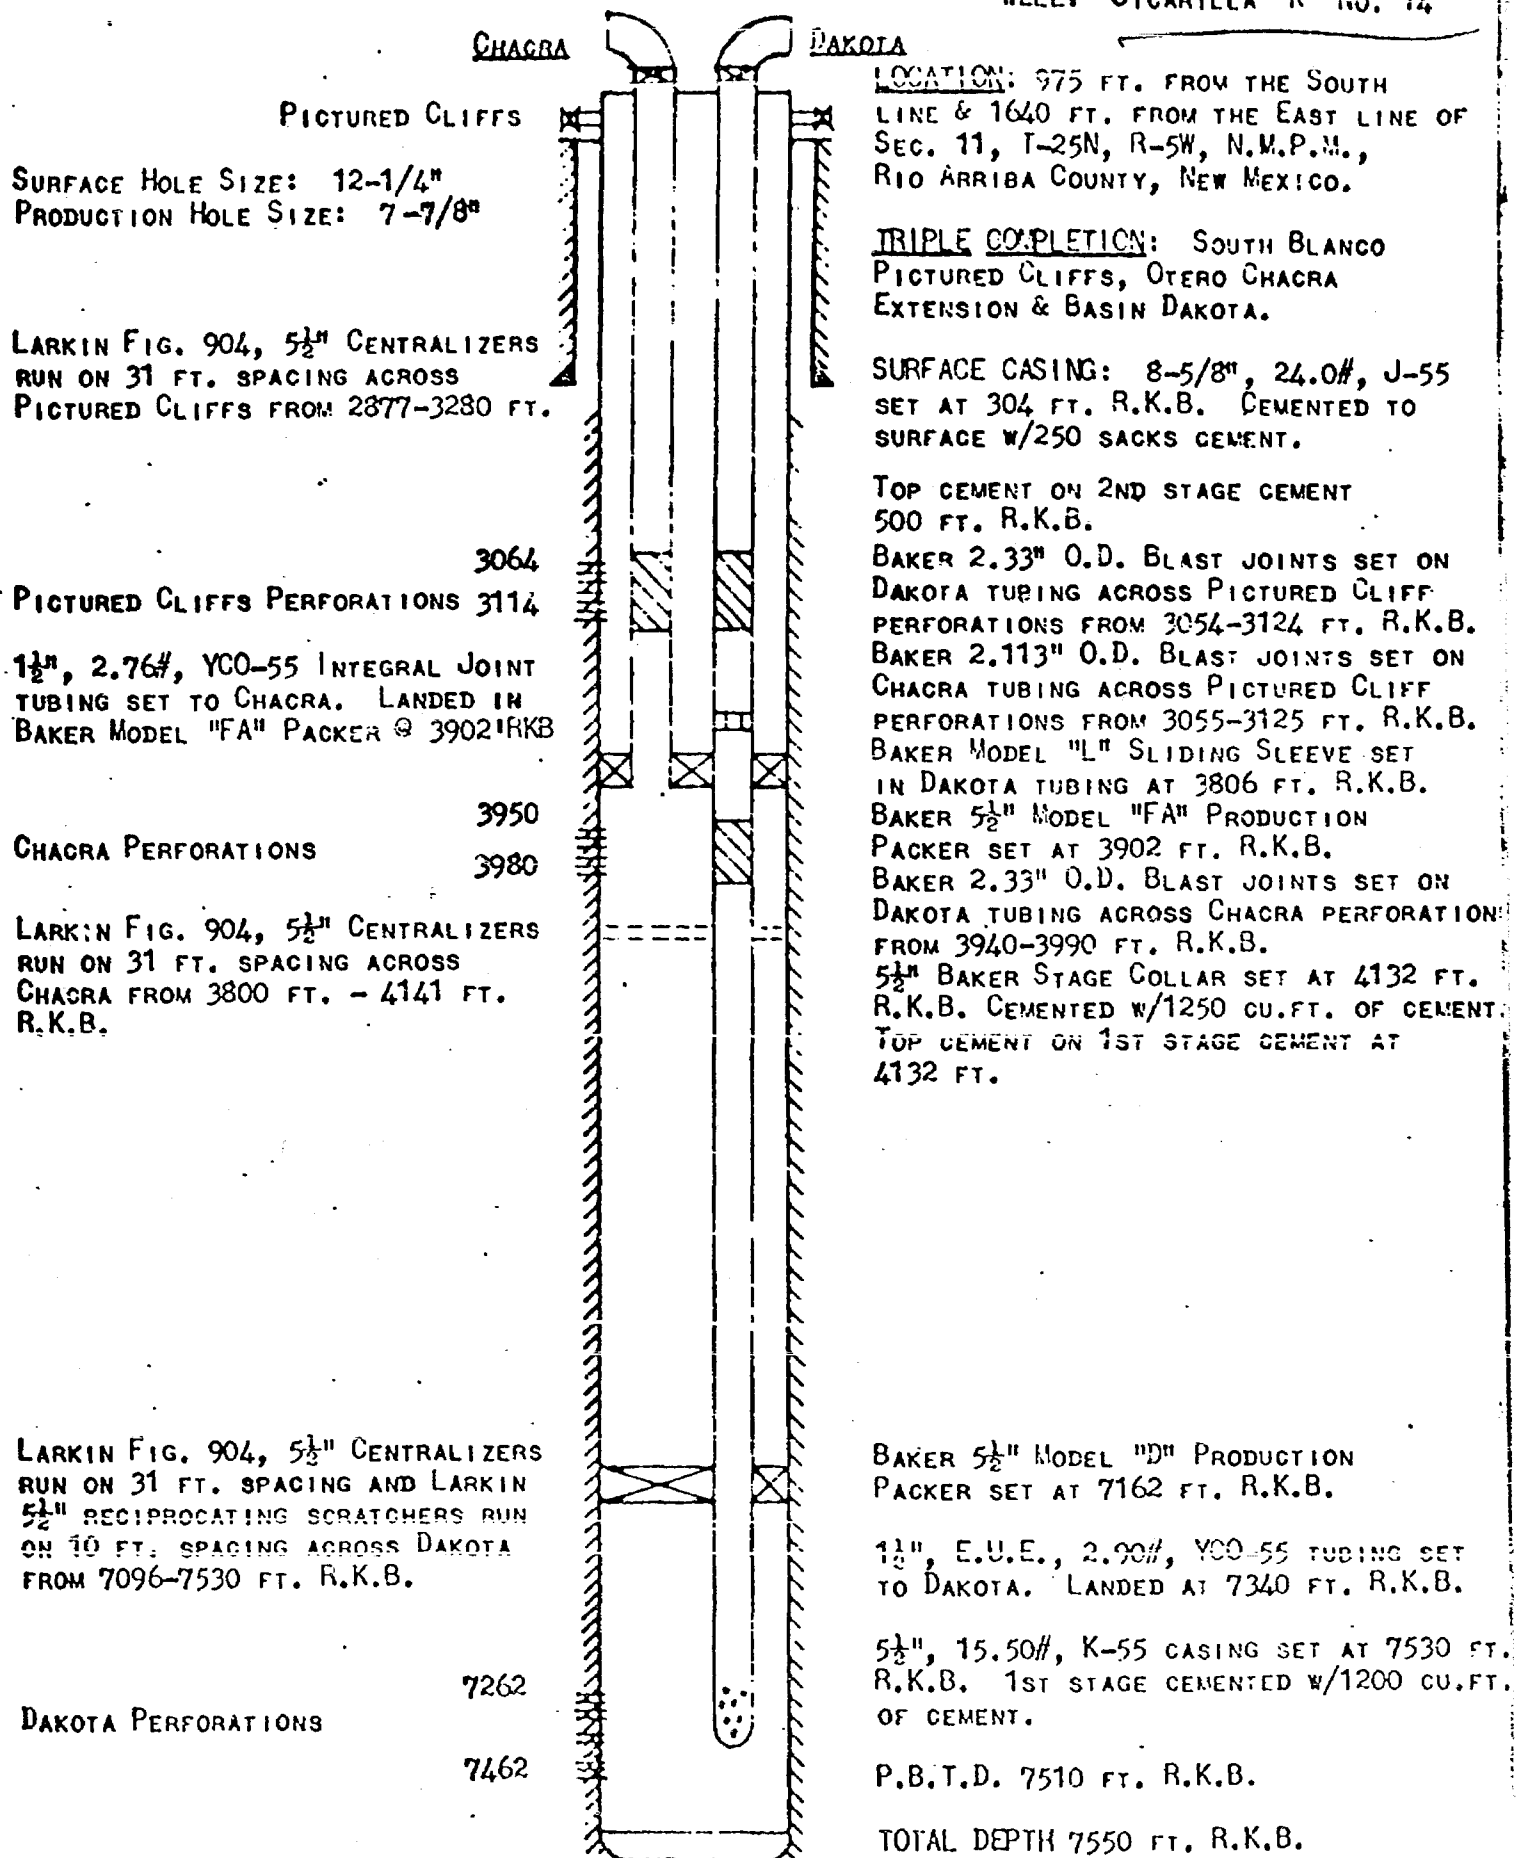 No. 14
CHACRA
DAKOTA
PICTURED CLIFFS
SURFACE HOLE SIZE: 12-1/4"
PRODUCTION HOLE SIZE: 7-7/8"
LARKIN FIG. 904, 5½" CENTRALIZERS
RUN ON 31 FT. SPACING ACROSS
PICTURED CLIFFS FROM 2877-3280 FT.
3064
PICTURED CLIFFS PERFORATIONS 3114
1½", 2.76#, YCO-55 INTEGRAL JOINT
TUBING SET TO CHACRA. LANDED IN
BAKER MODEL "FA" PACKER @ 3902'RKB
3950
CHACRA PERFORATIONS
3980
LARKIN FIG. 904, 5½" CENTRALIZERS
RUN ON 31 FT. SPACING ACROSS
CHACRA FROM 3800 FT. - 4141 FT.
R.K.B.
LARKIN FIG. 904, 5½" CENTRALIZERS
RUN ON 31 FT. SPACING AND LARKIN
5½" RECIPROCATING SCRATCHERS RUN
ON 10 FT. SPACING ACROSS DAKOTA
FROM 7096-7530 FT. R.K.B.
7262
DAKOTA PERFORATIONS
7462
LOCATION: 975 FT. FROM THE SOUTH
LINE & 1640 FT. FROM THE EAST LINE OF
SEC. 11, T-25N, R-5W, N.M.P.M.,
RIO ARRIBA COUNTY, NEW MEXICO.
TRIPLE COMPLETION: SOUTH BLANCO
PICTURED CLIFFS, OTERO CHACRA
EXTENSION & BASIN DAKOTA.
SURFACE CASING: 8-5/8", 24.0#, J-55
SET AT 304 FT. R.K.B. CEMENTED TO
SURFACE W/250 SACKS CEMENT.
TOP CEMENT ON 2ND STAGE CEMENT
500 FT. R.K.B.
BAKER 2.33" O.D. BLAST JOINTS SET ON
DAKOTA TUBING ACROSS PICTURED CLIFF
PERFORATIONS FROM 3054-3124 FT. R.K.B.
BAKER 2.113" O.D. BLAST JOINTS SET ON
CHACRA TUBING ACROSS PICTURED CLIFF
PERFORATIONS FROM 3055-3125 FT. R.K.B.
BAKER MODEL "L" SLIDING SLEEVE SET
IN DAKOTA TUBING AT 3806 FT. R.K.B.
BAKER 5½" MODEL "FA" PRODUCTION
PACKER SET AT 3902 FT. R.K.B.
BAKER 2.33" O.D. BLAST JOINTS SET ON
DAKOTA TUBING ACROSS CHACRA PERFORATION
FROM 3940-3990 FT. R.K.B.
5½" BAKER STAGE COLLAR SET AT 4132 FT.
R.K.B. CEMENTED W/1250 CU.FT. OF CEMENT.
TOP CEMENT ON 1ST STAGE CEMENT AT
4132 FT.
BAKER 5½" MODEL "D" PRODUCTION
PACKER SET AT 7162 FT. R.K.B.
1½", E.U.E., 2.90#, YCO-55 TUBING SET
TO DAKOTA. LANDED AT 7340 FT. R.K.B.
5½", 15.50#, K-55 CASING SET AT 7530 FT.
R.K.B. 1ST STAGE CEMENTED W/1200 CU.FT.
OF CEMENT.
P.B.T.D. 7510 FT. R.K.B.
TOTAL DEPTH 7550 FT. R.K.B.